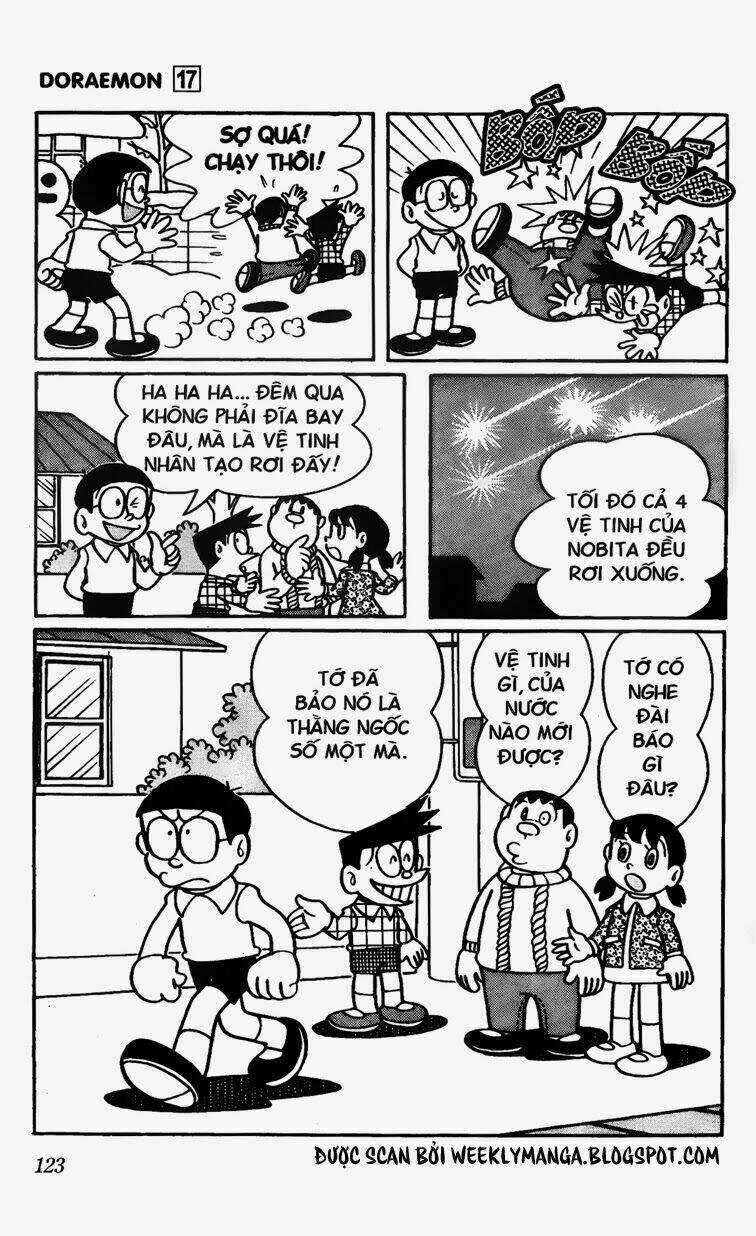 DORAEMON 17
SỢ QUÁ!
CHẠY THÔI!
BỐP
BỐP
HA HA HA... ĐÊM QUA
KHÔNG PHẢI ĐĨA BAY
ĐÂU, MÀ LÀ VỆ TINH
NHÂN TẠO RƠI ĐẤY!
TỐI ĐÓ CẢ 4
VỆ TINH CỦA
NOBITA ĐỀU
RƠI XUỐNG.
TỚ ĐÃ
BẢO NÓ LÀ
THẰNG NGỐC
SỐ MỘT MÀ.
VỆ TINH
GÌ, CỦA
NƯỚC
NÀO MỚI
ĐƯỢC?
TỚ CÓ
NGHE
ĐÀI
BÁO
GÌ
ĐÂU?
123
ĐƯỢC SCAN BỞI WEEKLYMANGA.BLOGSPOT.COM